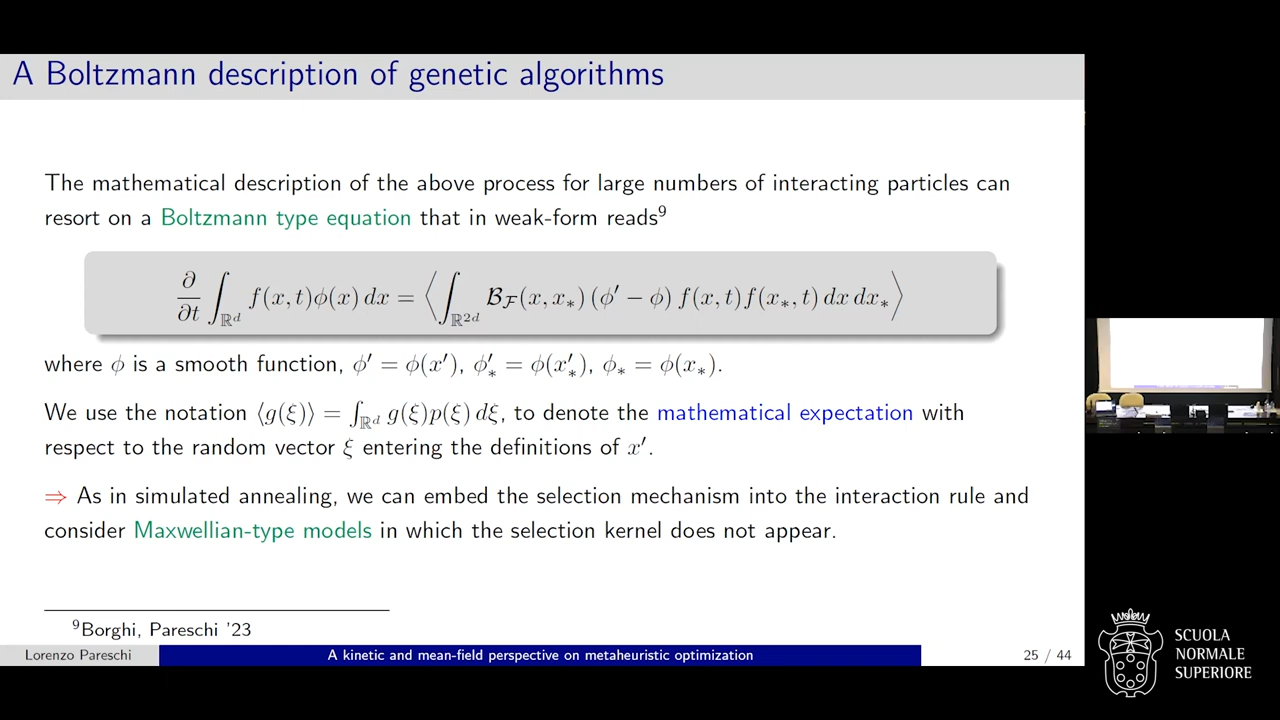 A Boltzmann description of genetic algorithms
The mathematical description of the above process for large numbers of interacting particles can
resort on a Boltzmann type equation that in weak-form reads⁹
∂/∂t ∫_{ℝ^d} f(x, t)ϕ(x) dx = ⟨∫_{ℝ^{2d}} 𝓑_𝓕(x, x_*) (ϕ′ − ϕ) f(x, t)f(x_*, t) dx dx_*⟩
where ϕ is a smooth function, ϕ′ = ϕ(x′), ϕ′_* = ϕ(x′_*), ϕ_* = ϕ(x_*).
We use the notation ⟨g(ξ)⟩ = ∫_{ℝ^d} g(ξ)p(ξ) dξ, to denote the mathematical expectation with
respect to the random vector ξ entering the definitions of x′.
⇒ As in simulated annealing, we can embed the selection mechanism into the interaction rule and
consider Maxwellian-type models in which the selection kernel does not appear.
⁹Borghi, Pareschi '23
Lorenzo Pareschi
A kinetic and mean-field perspective on metaheuristic optimization
25 / 44
SCUOLA
NORMALE
SUPERIORE